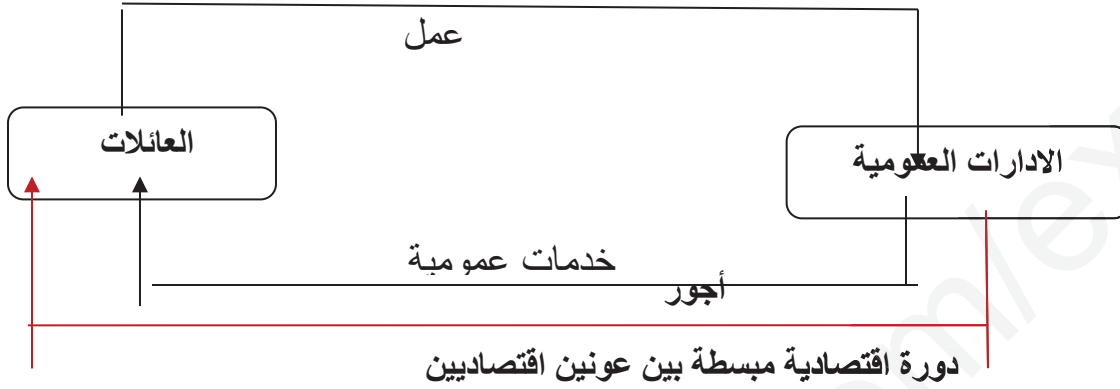 عمل
العائلات
الادارات العمومية
خدمات عمومية
أجور
دورة اقتصادية مبسطة بين عونين اقتصاديين